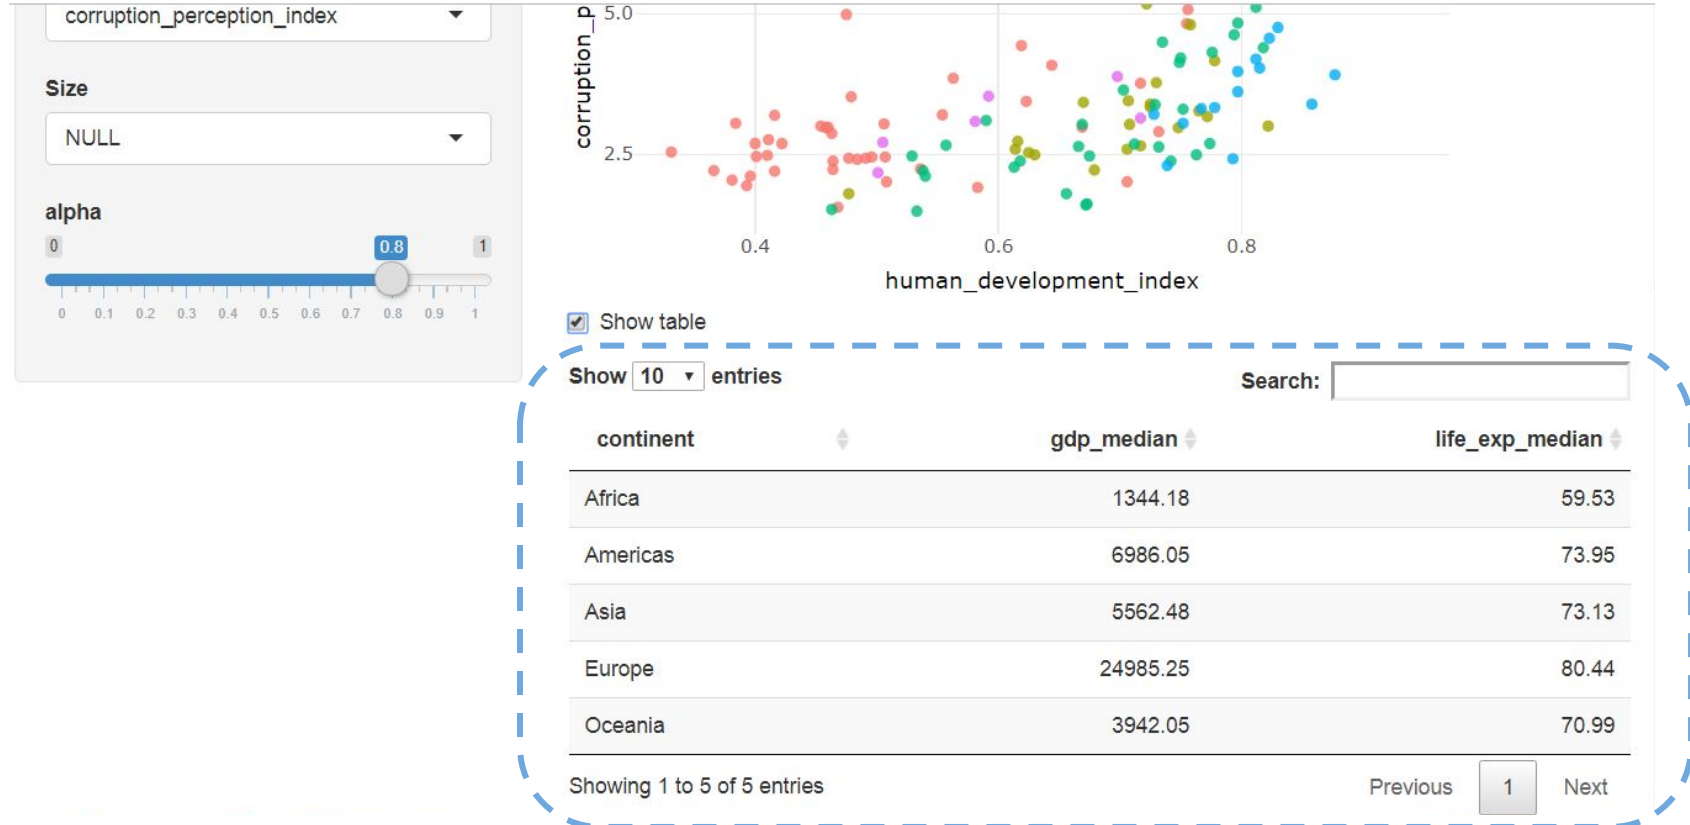 corruption_perception_index
Size
NULL
alpha
0 0.8 1
0 0.1 0.2 0.3 0.4 0.5 0.6 0.7 0.8 0.9 1
corruption_p
5.0
2.5
0.4 0.6 0.8
human_development_index
Show table
Show 10 entries
Search:
continent gdp_median life_exp_median
Africa 1344.18 59.53
Americas 6986.05 73.95
Asia 5562.48 73.13
Europe 24985.25 80.44
Oceania 3942.05 70.99
Showing 1 to 5 of 5 entries
Previous 1 Next